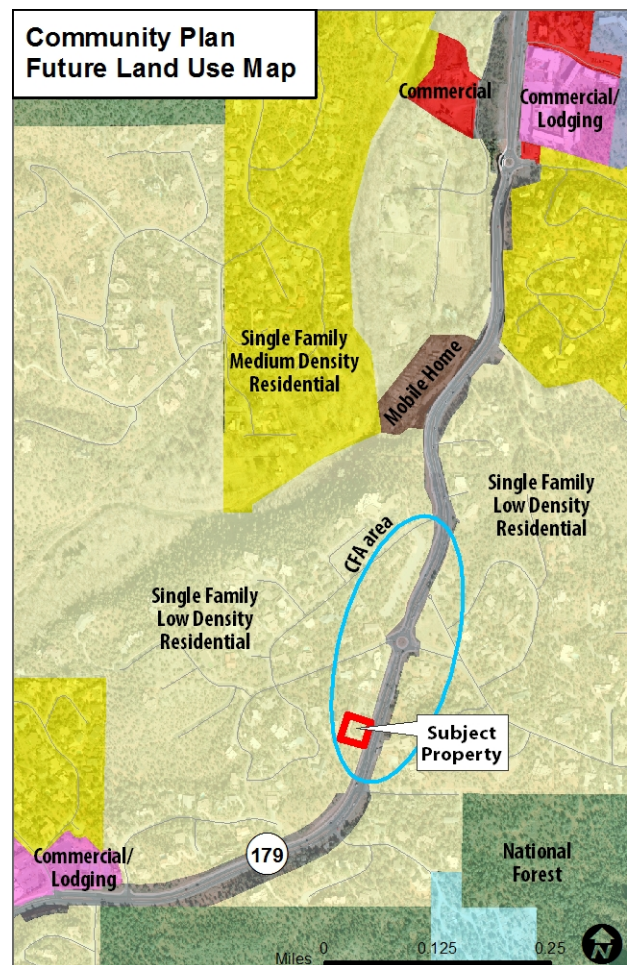 Community Plan
Future Land Use Map
Commercial
Commercial/
Lodging
Single Family
Medium Density
Residential
Mobile Home
Single Family
Low Density
Residential
CFA area
Single Family
Low Density
Residential
Subject
Property
Commercial/
Lodging
179
National
Forest
Miles
0
0.125
0.25
N